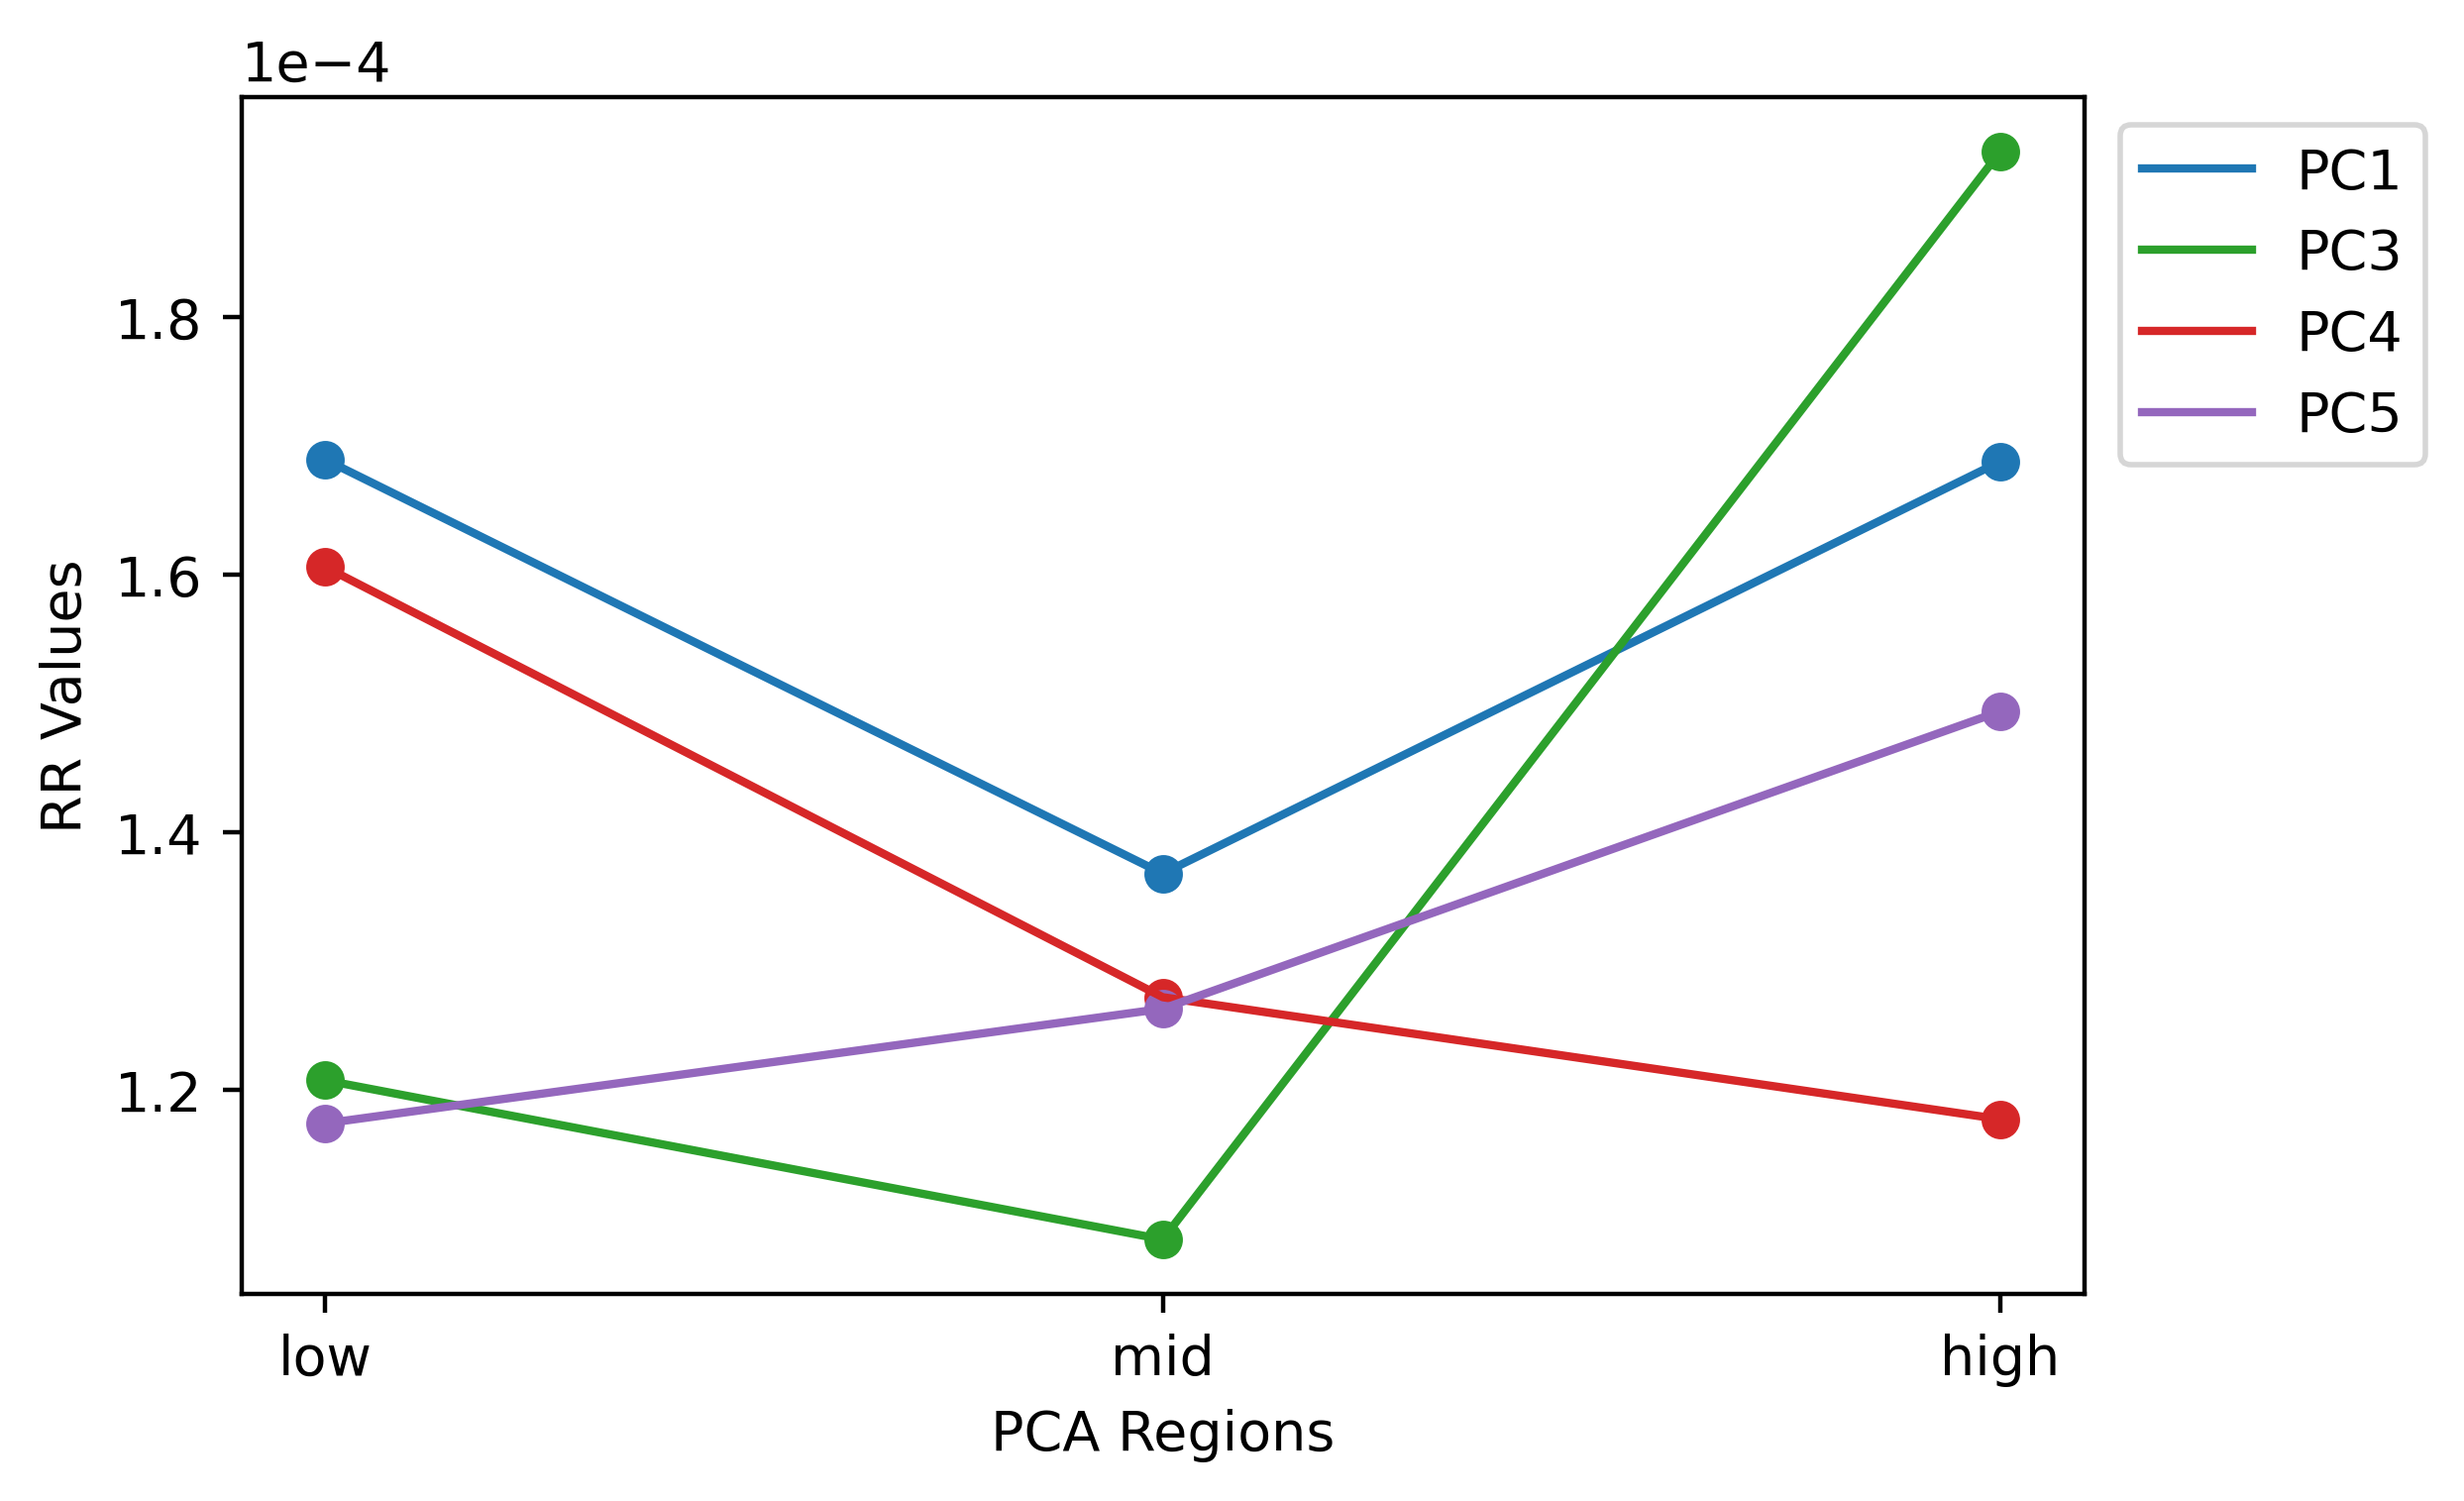 1e−4
1.8
1.6
1.4
1.2
RR Values
low mid high
PCA Regions
PC1
PC3
PC4
PC5